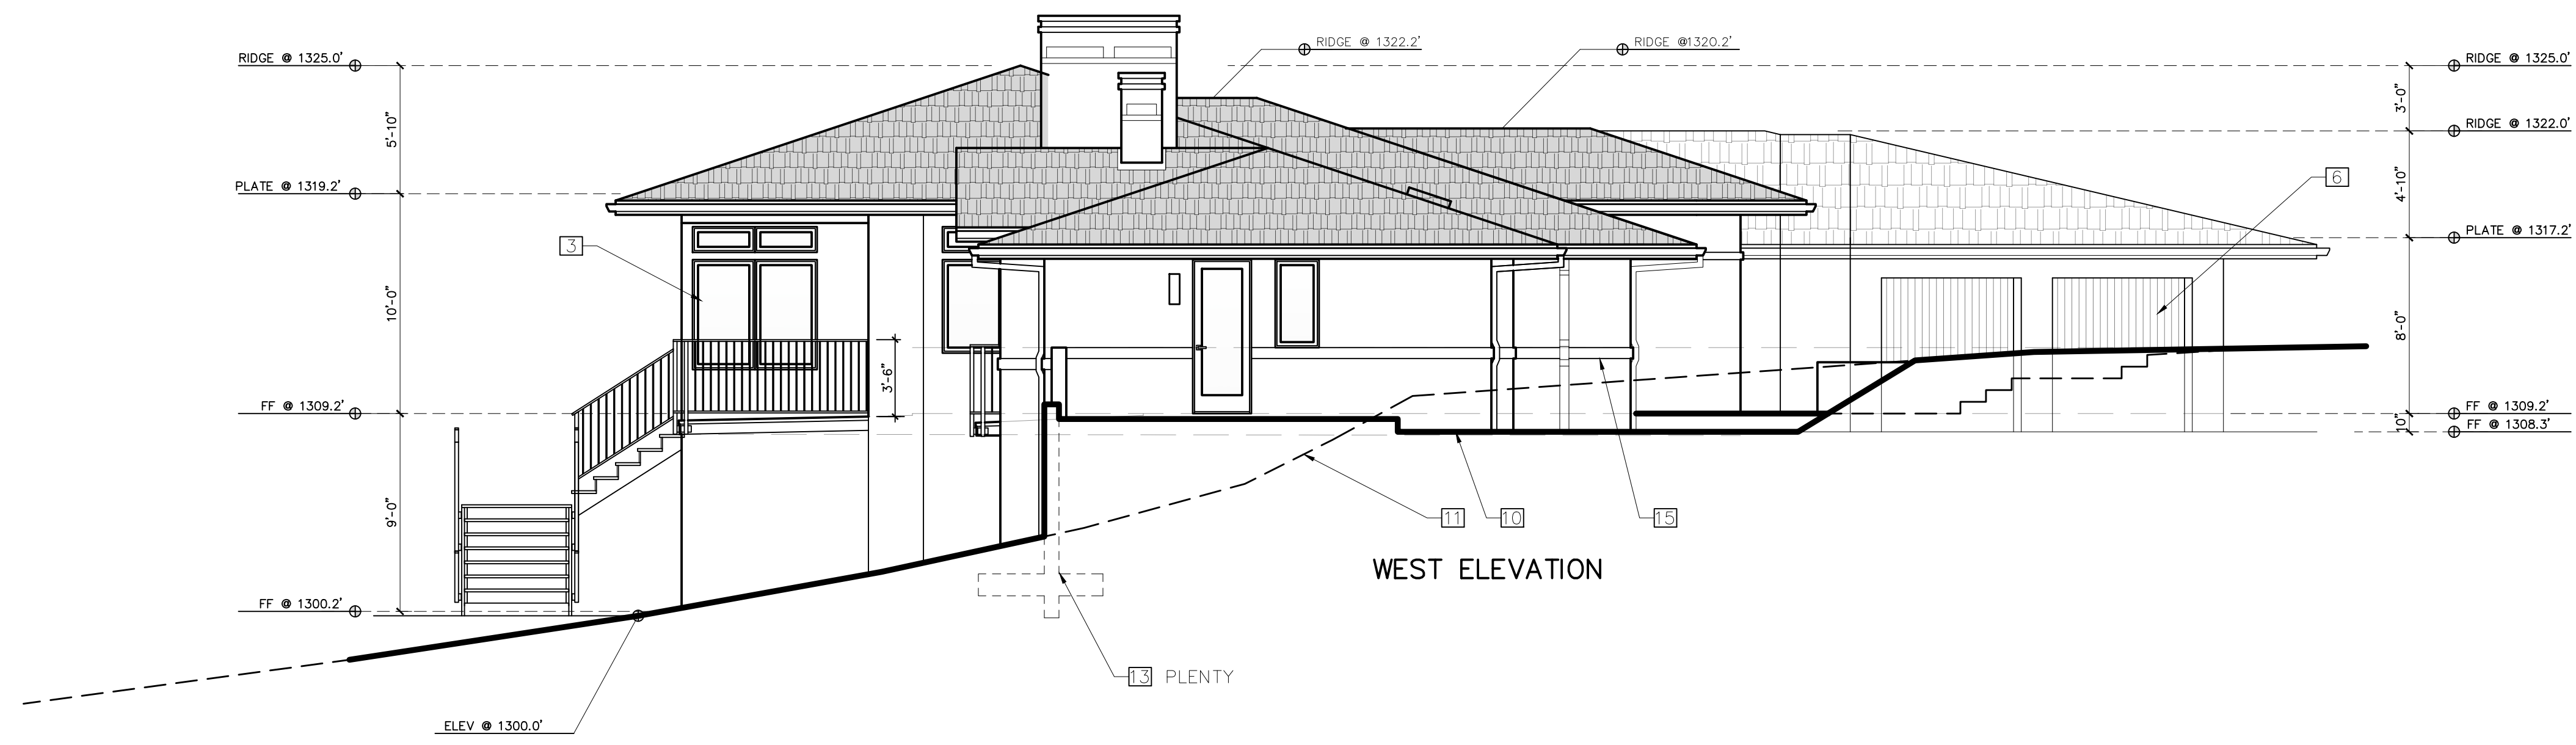 RIDGE @ 1325.0'
RIDGE @ 1322.2'
RIDGE @1320.2'
RIDGE @ 1325.0'
5'-10"
3'-0"
RIDGE @ 1322.0'
PLATE @ 1319.2'
4'-10"
6
PLATE @ 1317.2'
3
10'-0"
8'-0"
3'-6"
FF @ 1309.2'
FF @ 1309.2'
10"
FF @ 1308.3'
9'-0"
11
10
15
WEST ELEVATION
FF @ 1300.2'
13 PLENTY
ELEV @ 1300.0'